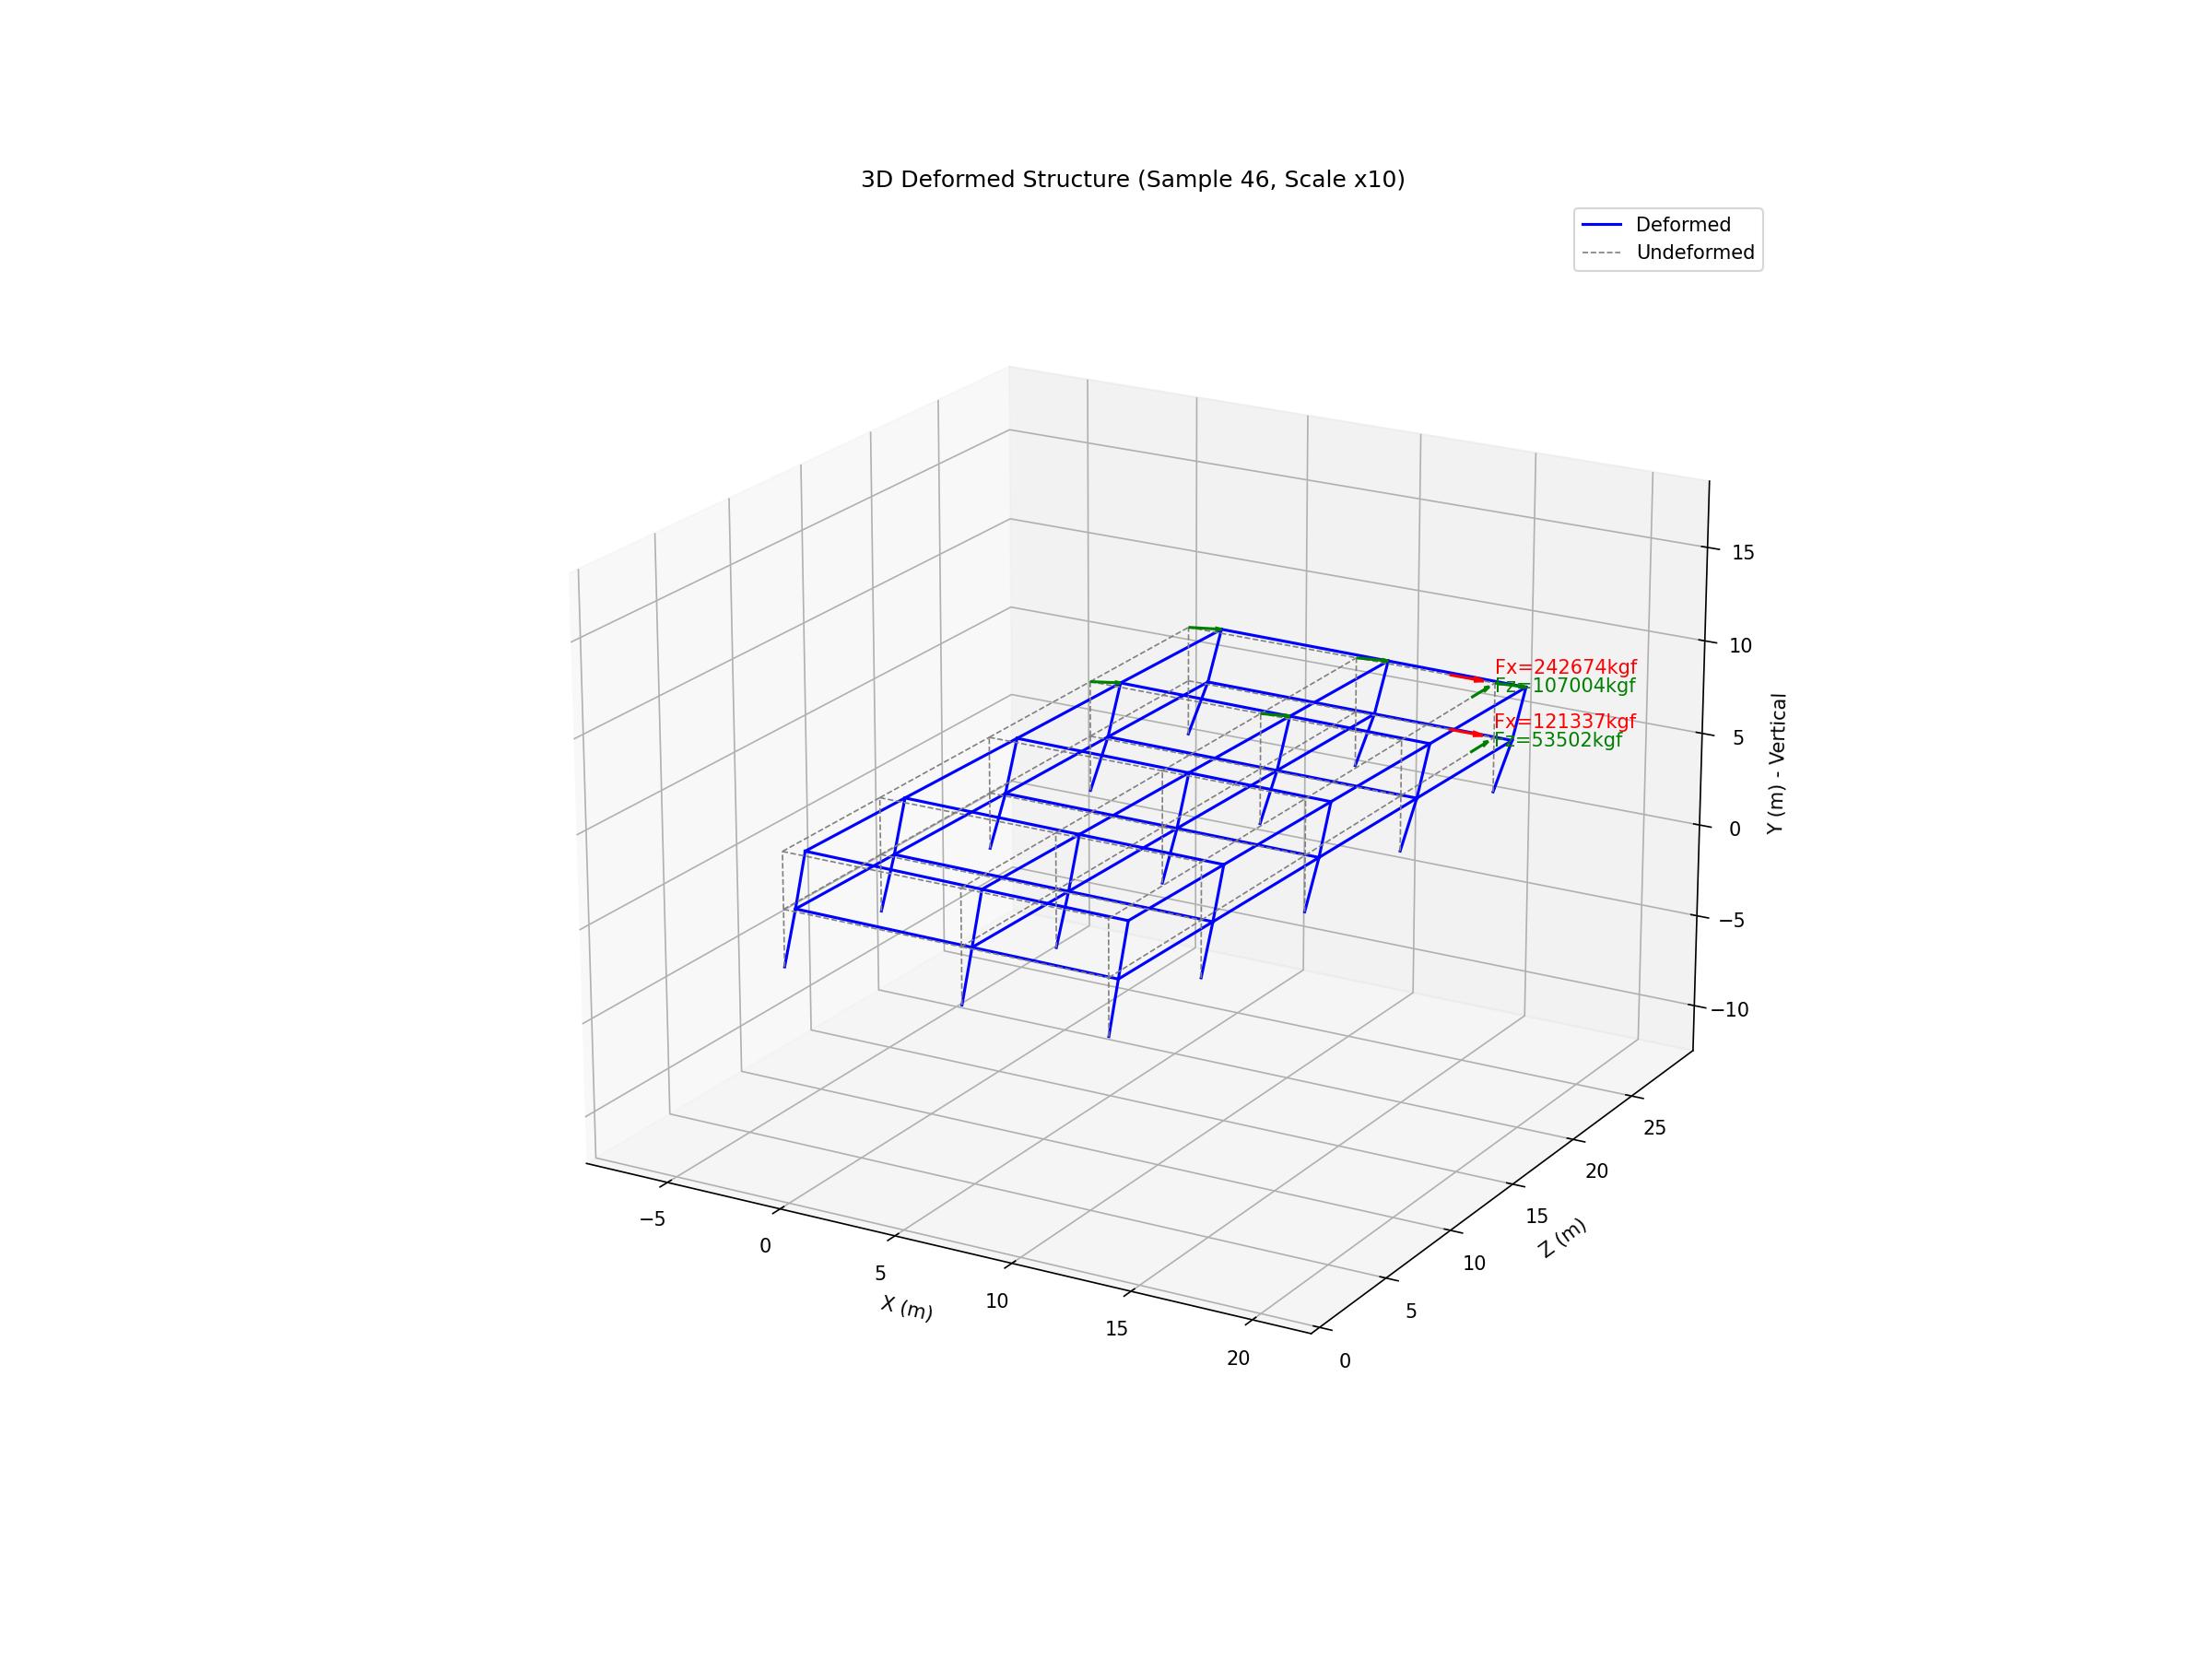 3D Deformed Structure (Sample 46, Scale x10)
Deformed
Undeformed
Fx=242674kgf
Fz=107004kgf
Fx=121337kgf
Fz=53502kgf
15
10
5
0
−5
−10
Y (m) - Vertical
−5
0
5
10
15
20
X (m)
0
5
10
15
20
25
Z (m)